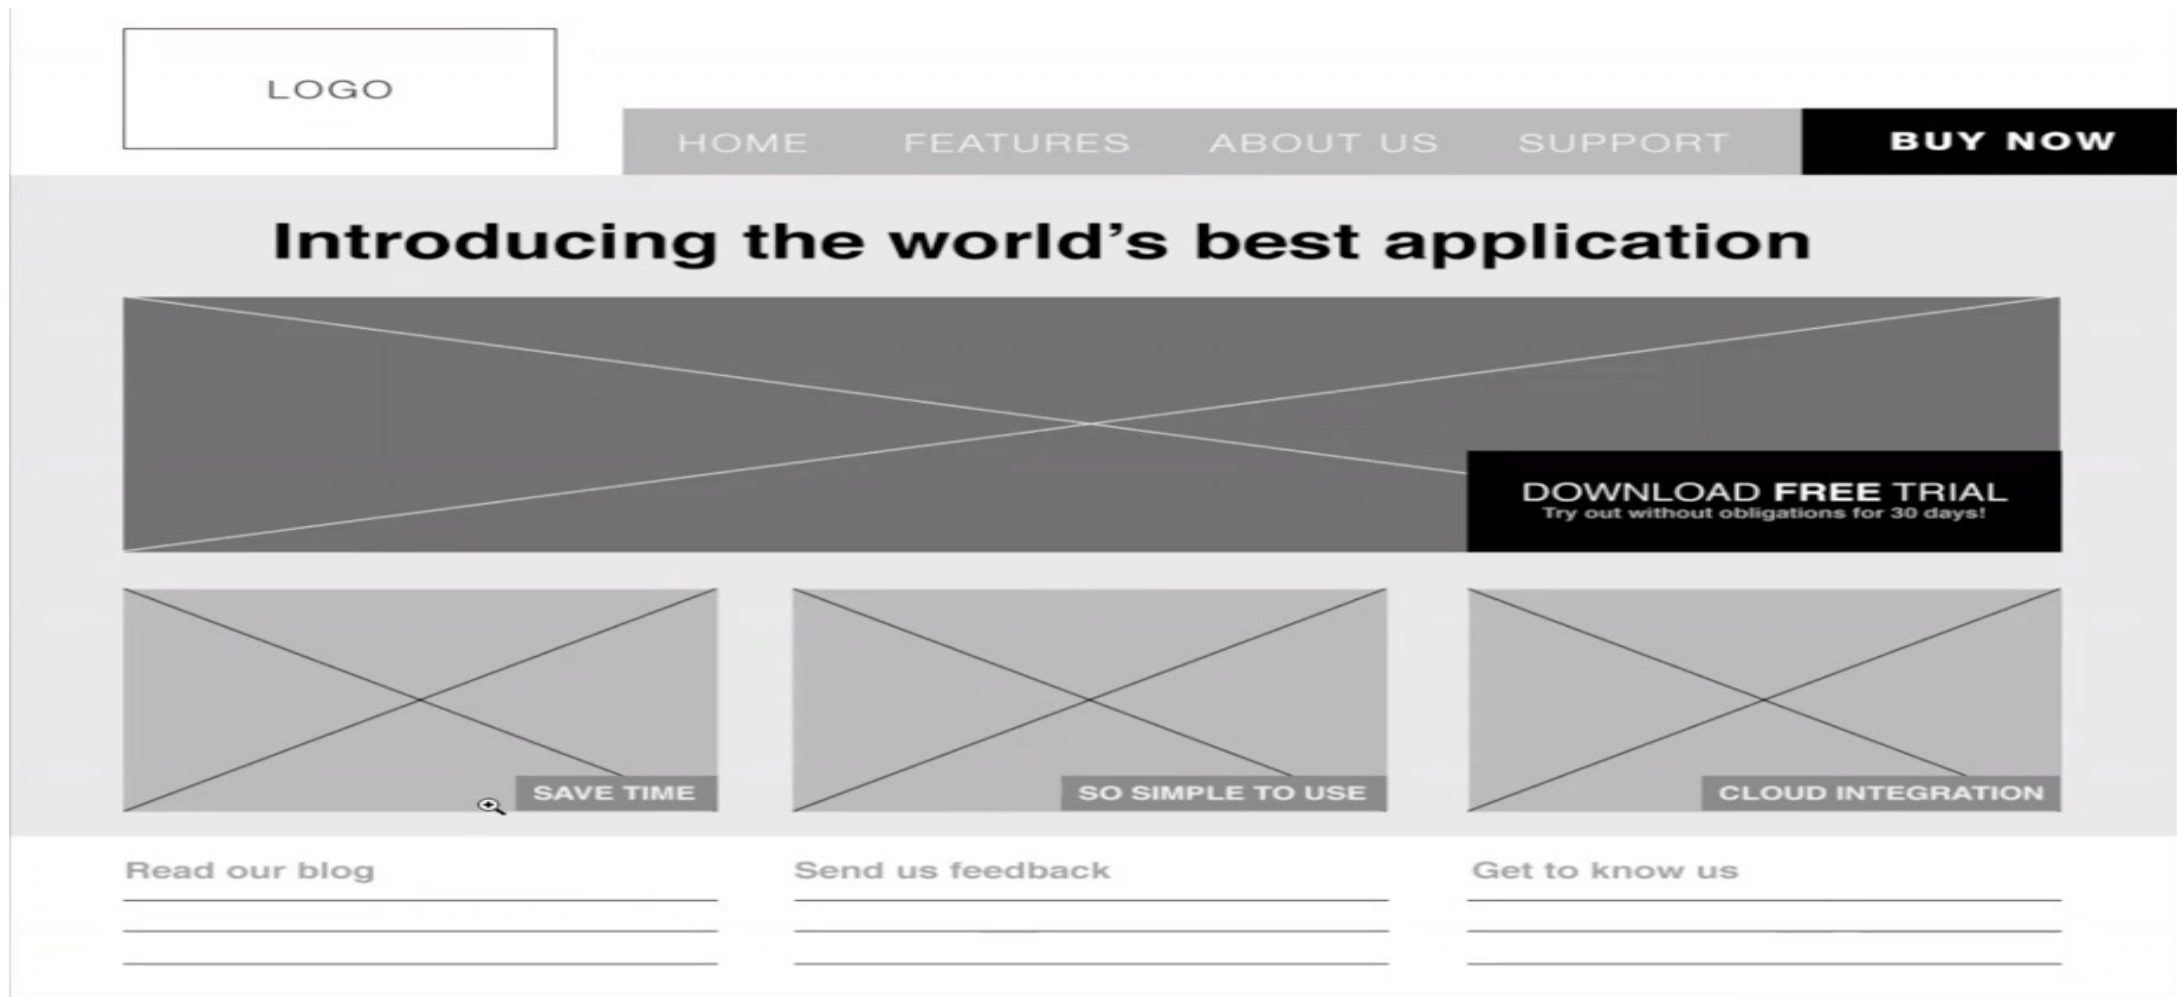 LOGO
HOME FEATURES ABOUT US SUPPORT BUY NOW
Introducing the world’s best application
DOWNLOAD FREE TRIAL
Try out without obligations for 30 days!
SAVE TIME
SO SIMPLE TO USE
CLOUD INTEGRATION
Read our blog
Send us feedback
Get to know us